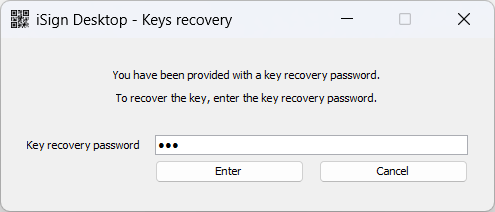 iSign Desktop - Keys recovery
You have been provided with a key recovery password.
To recover the key, enter the key recovery password.
Key recovery password ●●●
Enter Cancel